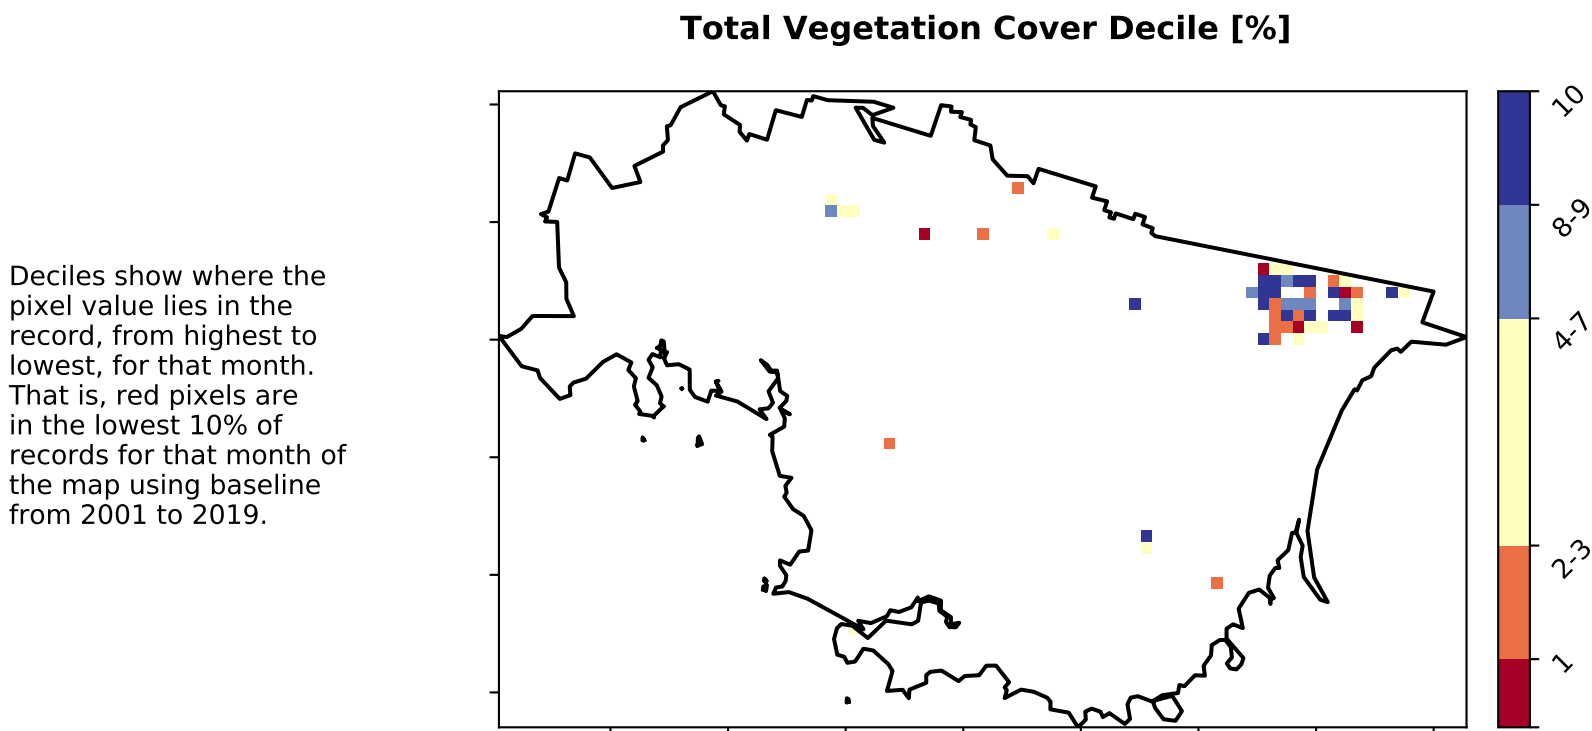 Total Vegetation Cover Decile [%]
Deciles show where the
pixel value lies in the
record, from highest to
lowest, for that month.
That is, red pixels are
in the lowest 10% of
records for that month of
the map using baseline
from 2001 to 2019.
10
8-9
4-7
2-3
1